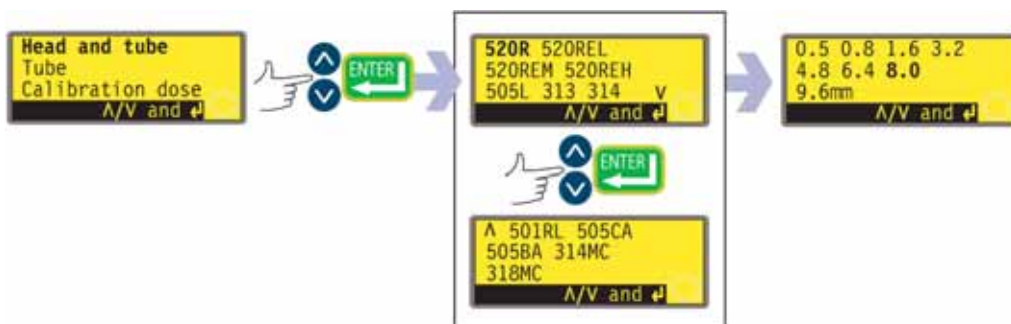 Head and tube
Tube
Calibration dose
Λ/V and ↲
ENTER
520R 520REL
520REM 520REH
505L 313 314 V
Λ/V and ↲
ENTER
Λ 501RL 505CA
505BA 314MC
318MC
Λ/V and ↲
0.5 0.8 1.6 3.2
4.8 6.4 8.0
9.6mm
Λ/V and ↲